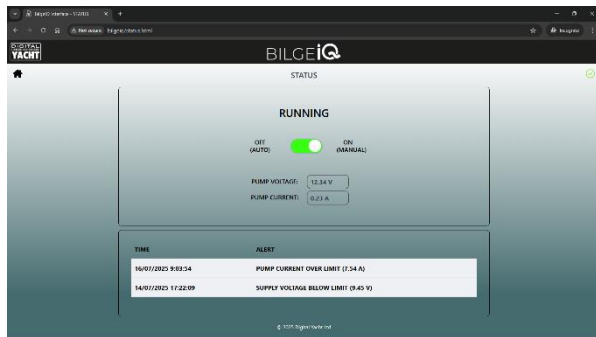 BilgeIQ Interface - STATUS
Not secure bilgeiq/status.html
Incognito
DIGITAL
YACHT
BILGEiQ
STATUS
RUNNING
OFF
(AUTO)
ON
(MANUAL)
PUMP VOLTAGE: 12.34 V
PUMP CURRENT: 0.23 A
TIME ALERT
16/07/2025 9:03:54 PUMP CURRENT OVER LIMIT (7.54 A)
14/07/2025 17:22:09 SUPPLY VOLTAGE BELOW LIMIT (9.45 V)
© 2025 Digital Yacht Ltd